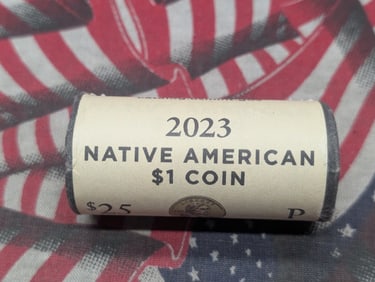 2023
NATIVE AMERICAN
$1 COIN
$25 P